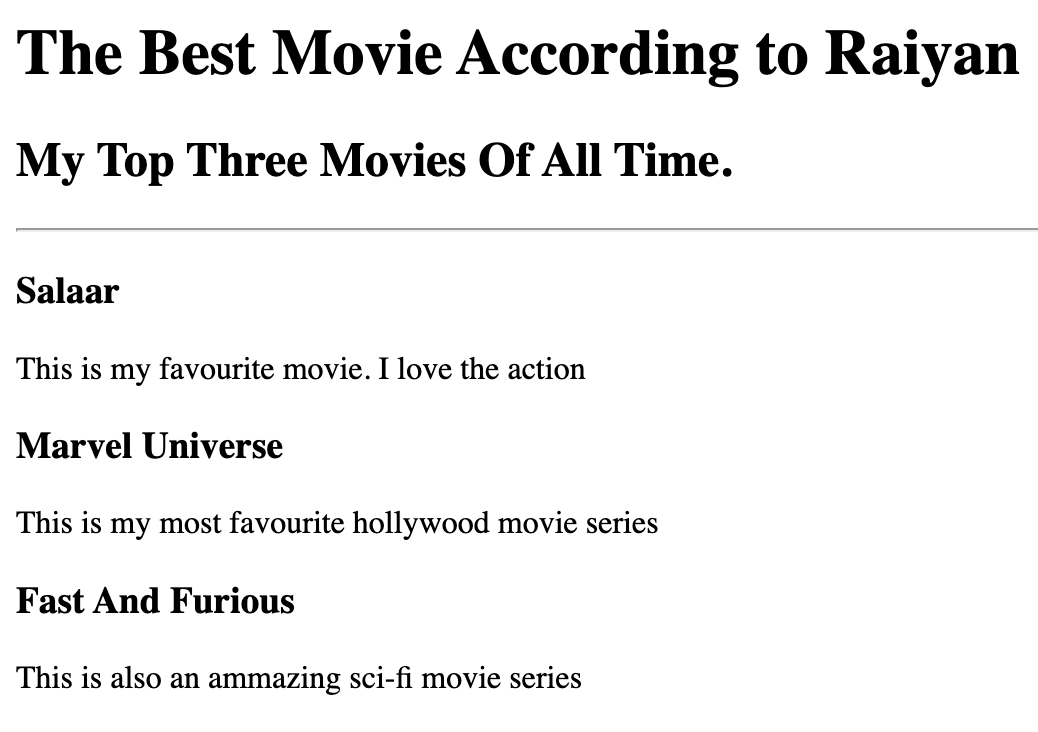 The Best Movie According to Raiyan
My Top Three Movies Of All Time.
Salaar
This is my favourite movie. I love the action
Marvel Universe
This is my most favourite hollywood movie series
Fast And Furious
This is also an ammazing sci-fi movie series